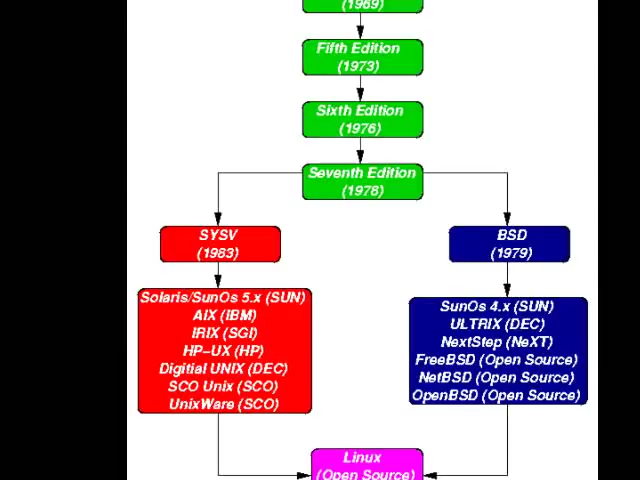 (1969)
Fifth Edition
(1973)
Sixth Edition
(1976)
Seventh Edition
(1978)
SYSV
(1983)
BSD
(1979)
Solaris/SunOs 5.x (SUN)
AIX (IBM)
IRIX (SGI)
HP-UX (HP)
Digitial UNIX (DEC)
SCO Unix (SCO)
UnixWare (SCO)
SunOs 4.x (SUN)
ULTRIX (DEC)
NextStep (NeXT)
FreeBSD (Open Source)
NetBSD (Open Source)
OpenBSD (Open Source)
Linux
(Open Source)